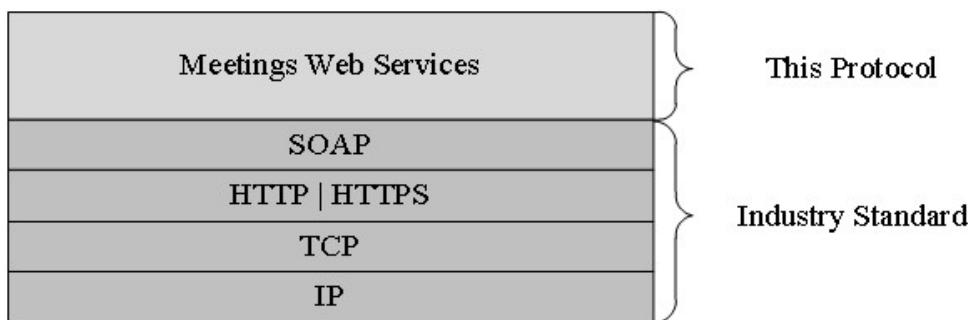 Meetings Web Services
This Protocol
SOAP
HTTP | HTTPS
TCP
IP
Industry Standard